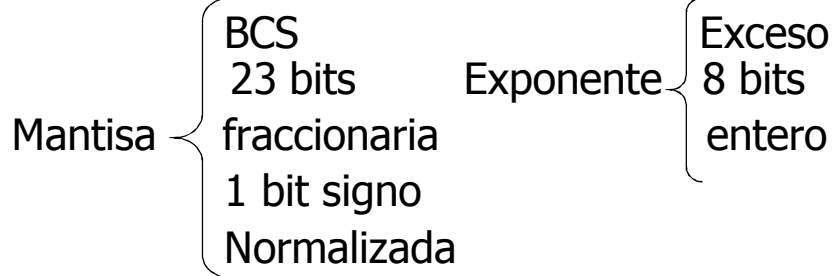 BCS Exceso
23 bits Exponente 8 bits
Mantisa fraccionaria entero
1 bit signo
Normalizada